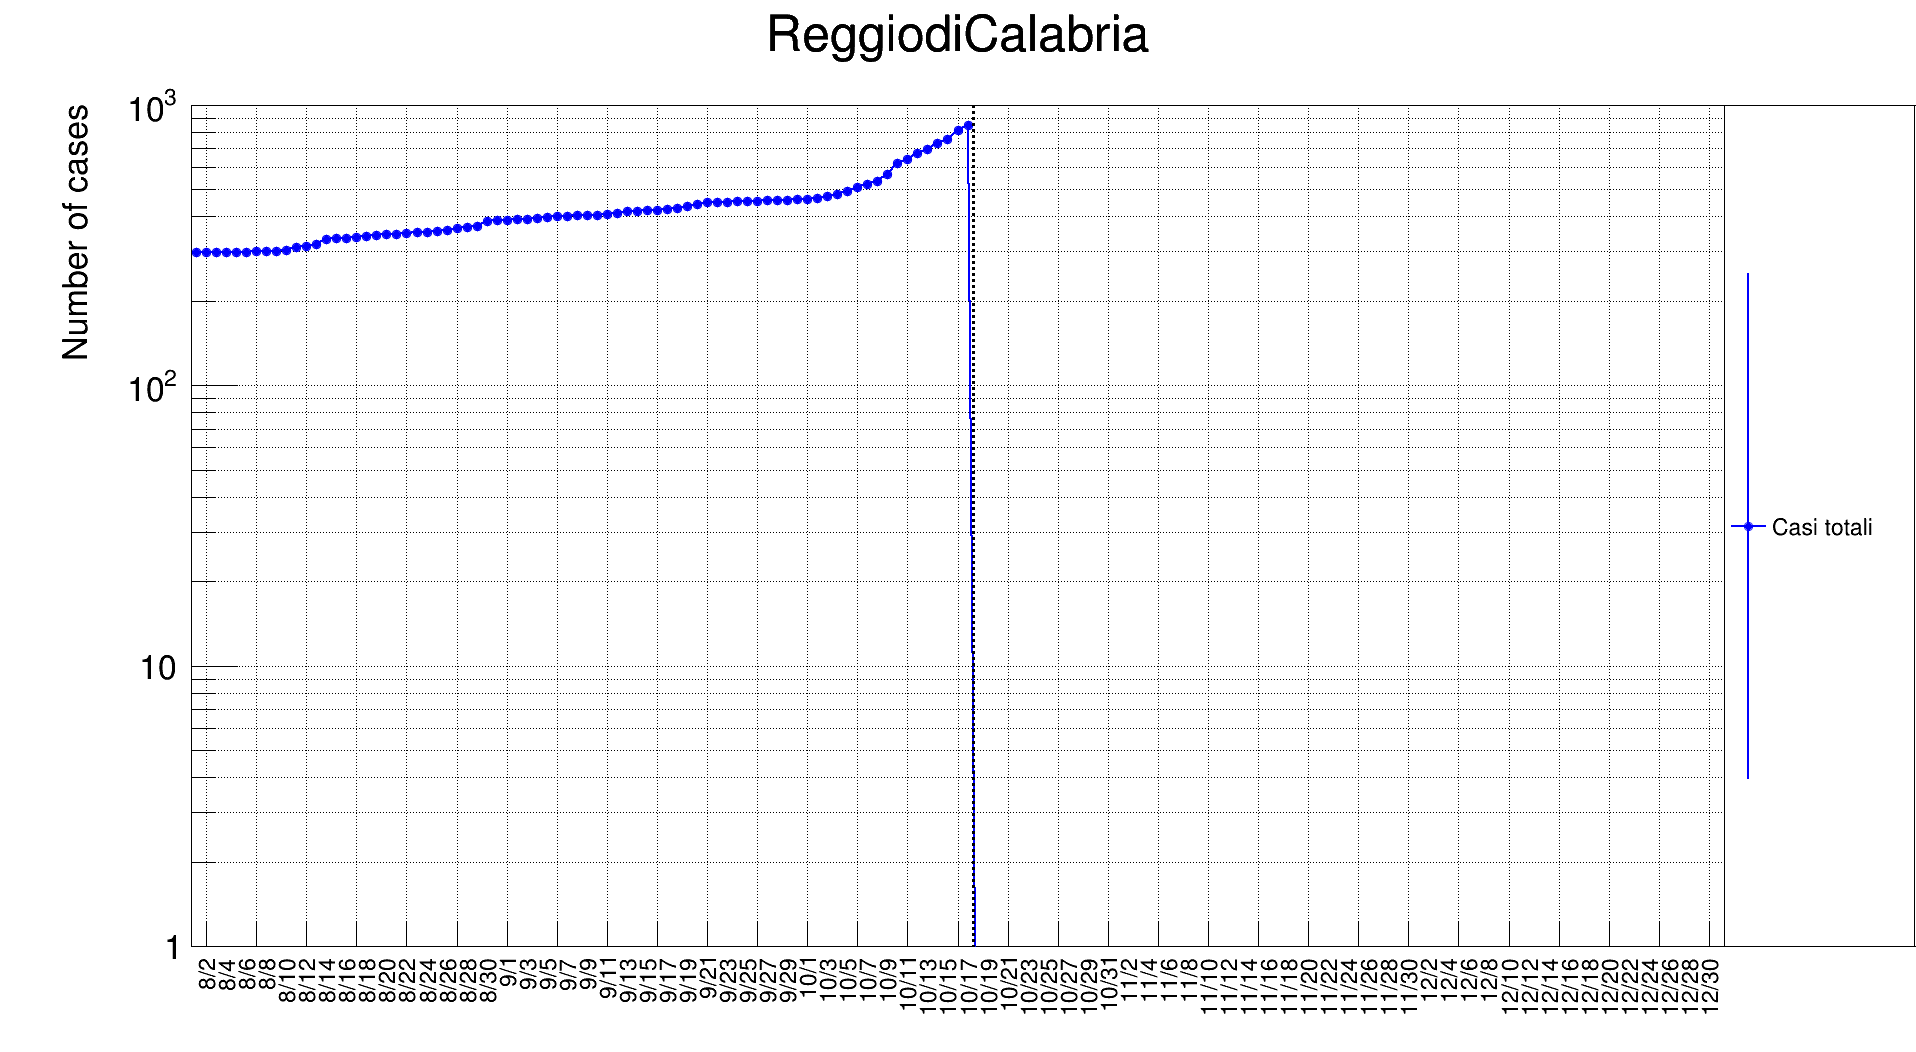 ReggiodiCalabria
Number of cases
10³
10²
10
1
Casi totali
8/2 8/4 8/6 8/8 8/10 8/12 8/14 8/16 8/18 8/20 8/22 8/24 8/26 8/28 8/30 9/1 9/3 9/5 9/7 9/9 9/11 9/13 9/15 9/17 9/19 9/21 9/23 9/25 9/27 9/29 10/1 10/3 10/5 10/7 10/9 10/11 10/13 10/15 10/17 10/19 10/21 10/23 10/25 10/27 10/29 10/31 11/2 11/4 11/6 11/8 11/10 11/12 11/14 11/16 11/18 11/20 11/22 11/24 11/26 11/28 11/30 12/2 12/4 12/6 12/8 12/10 12/12 12/14 12/16 12/18 12/20 12/22 12/24 12/26 12/28 12/30